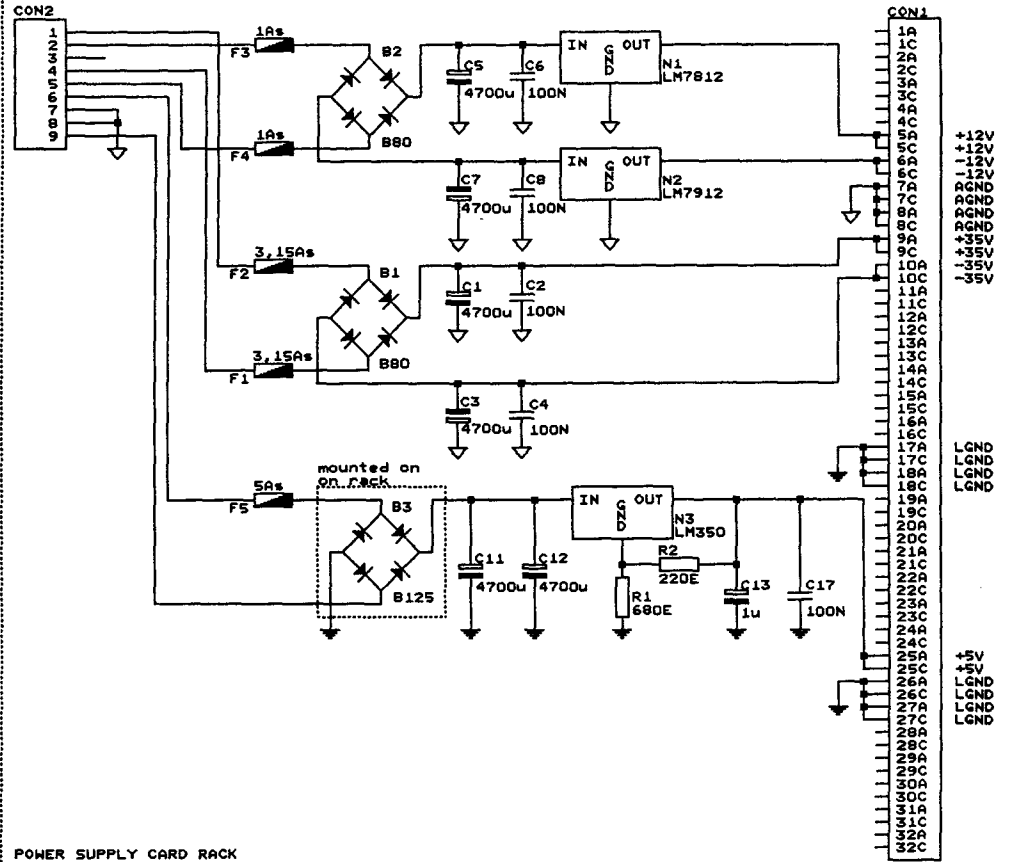 CON2
1
2
3
4
5
6
7
8
9
1As
F3
1As
F4
B2
B80
C5
4700u
C6
100N
IN GND OUT
N1
LM7812
C7
4700u
C8
100N
IN GND OUT
N2
LM7912
3,15As
F2
3,15As
F1
B1
B80
C1
4700u
C2
100N
C3
4700u
C4
100N
mounted on
on rack
5As
F5
B3
B125
C11
4700u
C12
4700u
IN GND OUT
N3
LM350
R2
220E
R1
680E
C13
1u
C17
100N
CON1
1A
1C
2A
2C
3A
3C
4A
4C
5A +12V
5C +12V
6A -12V
6C -12V
7A AGND
7C AGND
8A AGND
8C AGND
9A +35V
9C +35V
10A -35V
10C -35V
11A
11C
12A
12C
13A
13C
14A
14C
15A
15C
16A
16C
17A LGND
17C LGND
18A LGND
18C LGND
19A
19C
20A
20C
21A
21C
22A
22C
23A
23C
24A
24C
25A +5V
25C +5V
26A LGND
26C LGND
27A LGND
27C LGND
28A
28C
29A
29C
30A
30C
31A
31C
32A
32C
POWER SUPPLY CARD RACK